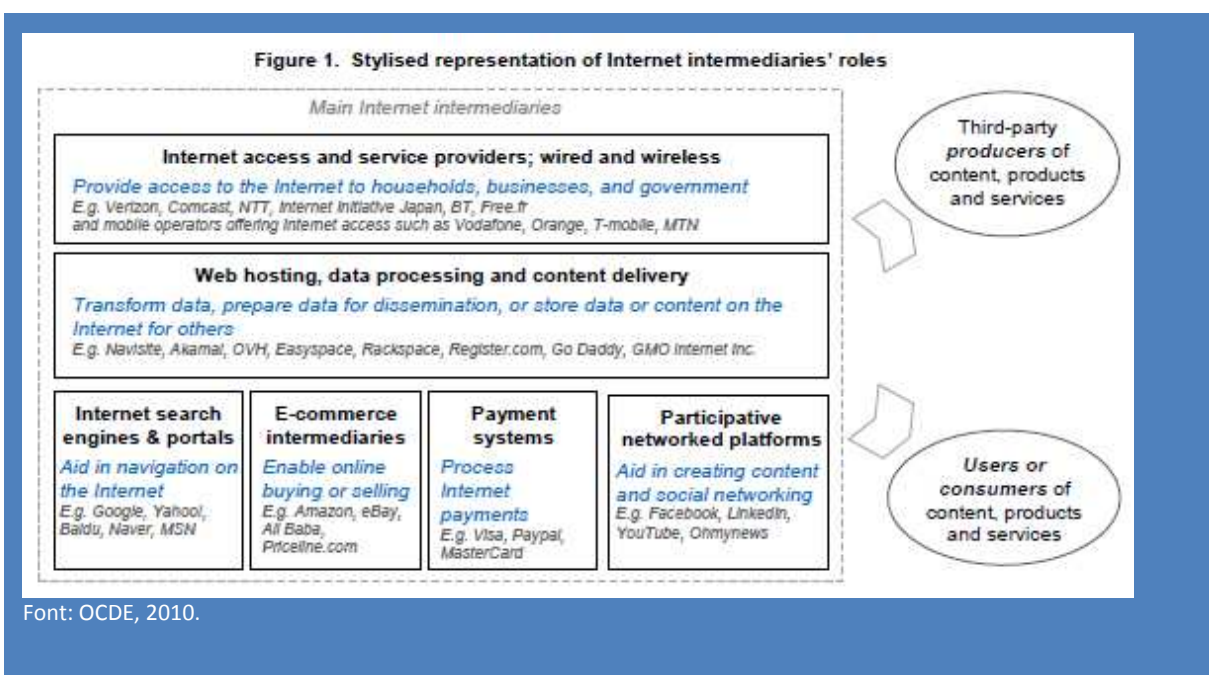 Figure 1. Stylised representation of Internet intermediaries' roles
Main Internet intermediaries
Internet access and service providers; wired and wireless
Provide access to the Internet to households, businesses, and government
E.g. Verizon, Comcast, NTT, Internet Initiative Japan, BT, Free.fr
and mobile operators offering Internet access such as Vodafone, Orange, T-mobile, MTN
Web hosting, data processing and content delivery
Transform data, prepare data for dissemination, or store data or content on the
Internet for others
E.g. Navisite, Akamai, OVH, Easyspace, Rackspace, Register.com, Go Daddy, GMO Internet Inc.
Internet search
engines & portals
Aid in navigation on
the Internet
E.g. Google, Yahoo!,
Baidu, Naver, MSN
E-commerce
intermediaries
Enable online
buying or selling
E.g. Amazon, eBay,
Ali Baba,
Priceline.com
Payment
systems
Process
Internet
payments
E.g. Visa, Paypal,
MasterCard
Participative
networked platforms
Aid in creating content
and social networking
E.g. Facebook, LinkedIn,
YouTube, Ohmynews
Third-party
producers of
content, products
and services
Users or
consumers of
content, products
and services
Font: OCDE, 2010.